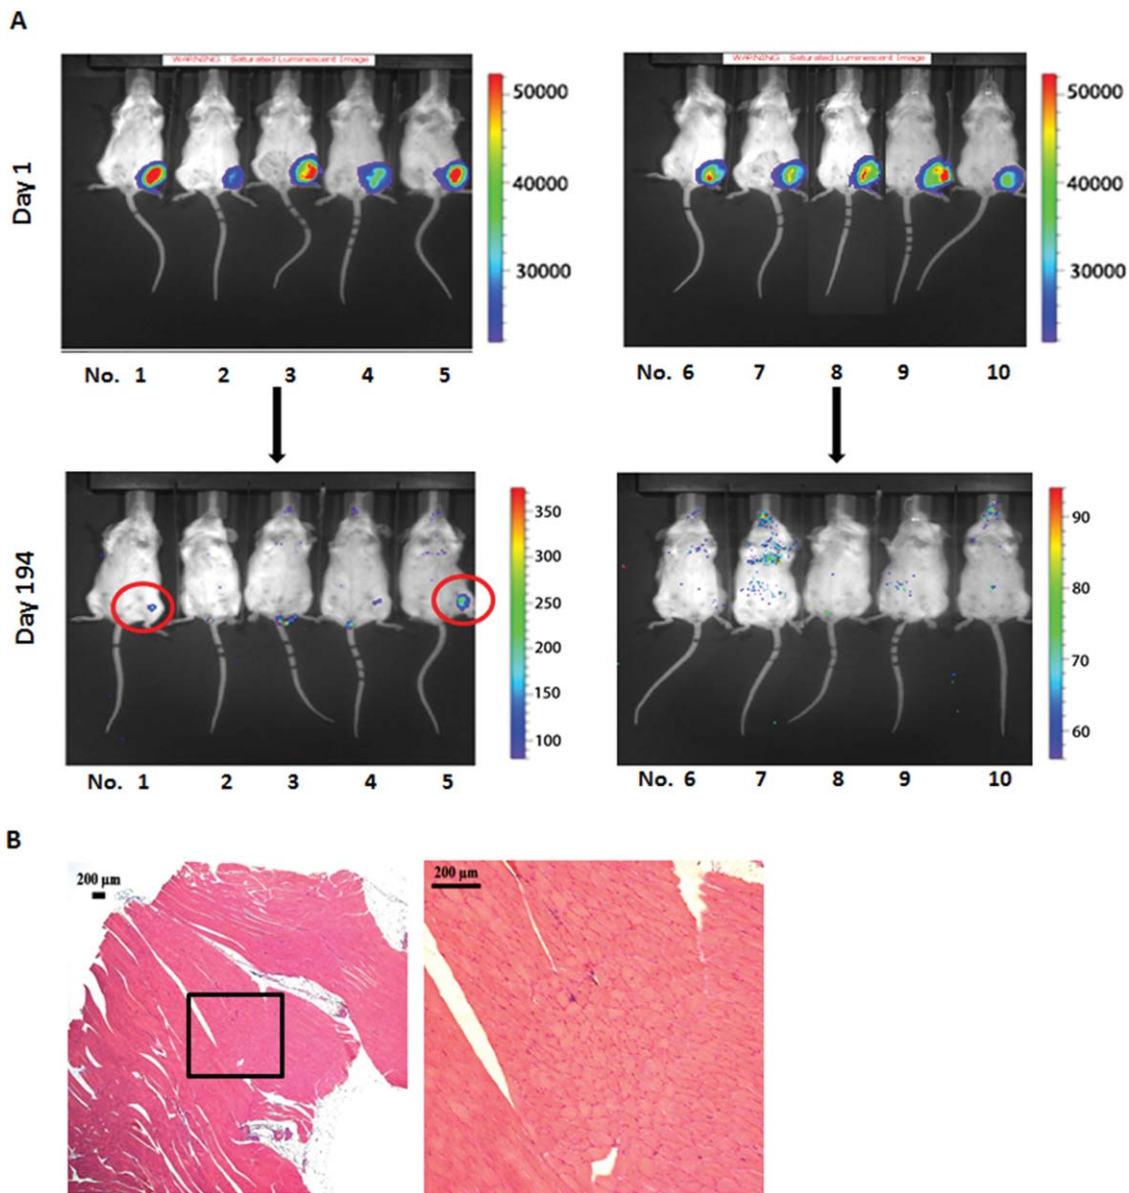 A
WARNING : Saturated Luminescent Image
WARNING : Saturated Luminescent Image
Day 1
50000
40000
30000
50000
40000
30000
No. 1 2 3 4 5
No. 6 7 8 9 10
Day 194
350
300
250
200
150
100
90
80
70
60
No. 1 2 3 4 5
No. 6 7 8 9 10
B
200 µm
200 µm